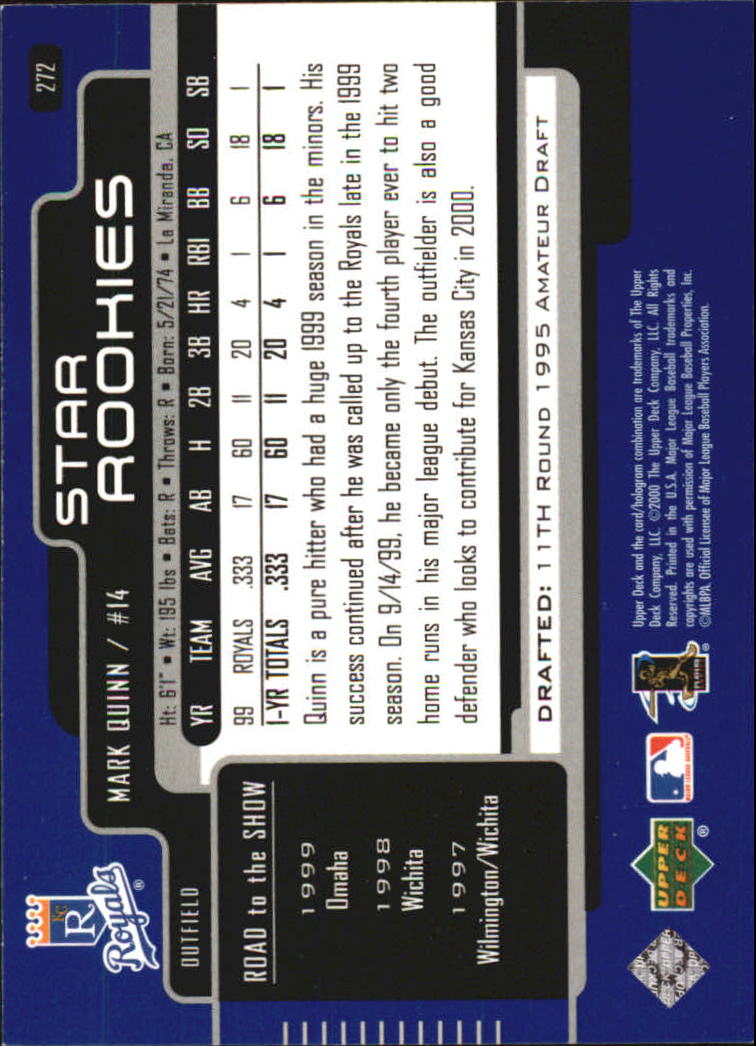 272
STAR
ROOKIES
MARK QUINN / #14
Royals
R
KC
®
OUTFIELD
Ht: 6'1" ▪ Wt: 195 lbs ▪ Bats: R ▪ Throws: R ▪ Born: 5/21/74 ▪ La Miranda, CA
YR TEAM AVG AB H 2B 3B HR RBI BB SO SB
99 ROYALS .333 17 60 11 20 4 1 6 18 1
1-YR TOTALS .333 17 60 11 20 4 1 6 18 1
Quinn is a pure hitter who had a huge 1999 season in the minors. His
success continued after he was called up to the Royals late in the 1999
season. On 9/14/99, he became only the fourth player ever to hit two
home runs in his major league debut. The outfielder is also a good
defender who looks to contribute for Kansas City in 2000.
ROAD to the SHOW
1999
Omaha
1998
Wichita
1997
Wilmington/Wichita
DRAFTED: 11TH ROUND 1995 AMATEUR DRAFT
UPPER
DECK
®
PLAYERS
Upper Deck and the card/hologram combination are trademarks of The Upper
Deck Company, LLC. ©2000 The Upper Deck Company, LLC. All Rights
Reserved. Printed in the U.S.A. Major League Baseball trademarks and
copyrights are used with permission of Major League Baseball Properties, Inc.
©MLBPA. Official Licensee of Major League Baseball Players Association.